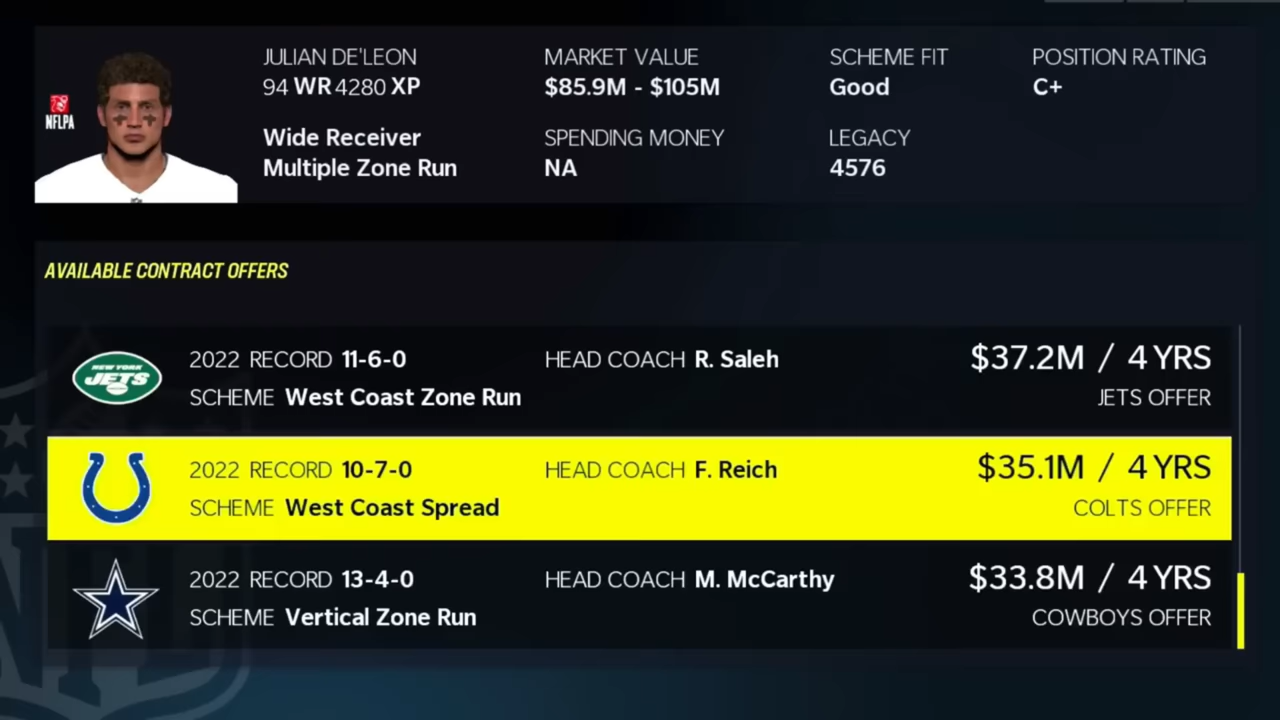 JULIAN DE'LEON
94 WR 4280 XP
MARKET VALUE
$85.9M - $105M
SCHEME FIT
Good
POSITION RATING
C+
NFLPA
Wide Receiver
Multiple Zone Run
SPENDING MONEY
NA
LEGACY
4576
AVAILABLE CONTRACT OFFERS
NEW YORK
JETS
2022 RECORD 11-6-0
HEAD COACH R. Saleh
$37.2M / 4 YRS
SCHEME West Coast Zone Run
JETS OFFER
2022 RECORD 10-7-0
HEAD COACH F. Reich
$35.1M / 4 YRS
SCHEME West Coast Spread
COLTS OFFER
2022 RECORD 13-4-0
HEAD COACH M. McCarthy
$33.8M / 4 YRS
SCHEME Vertical Zone Run
COWBOYS OFFER